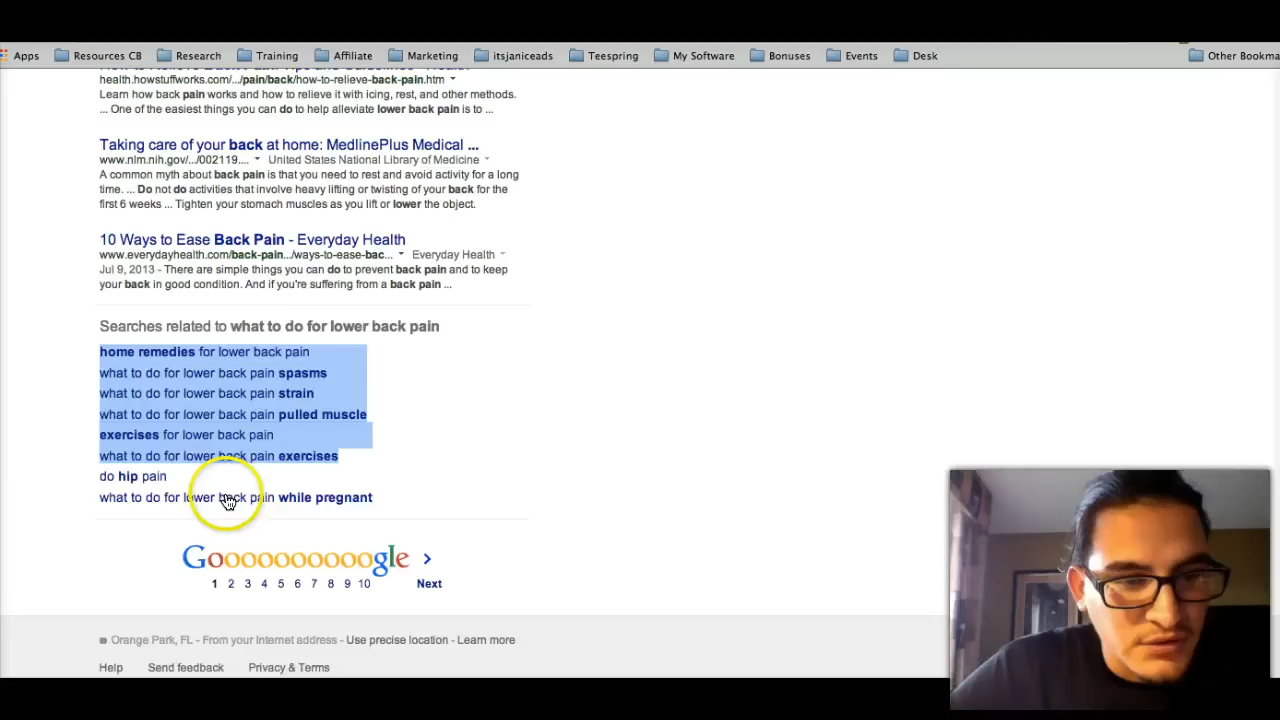 Apps Resources CB Research Training Affiliate Marketing itsjaniceads Teespring My Software Bonuses Events Desk Other Bookma
health.howstuffworks.com/.../pain/back/how-to-relieve-back-pain.htm
Learn how back pain works and how to relieve it with icing, rest, and other methods.
... One of the easiest things you can do to help alleviate lower back pain is to ...
Taking care of your back at home: MedlinePlus Medical ...
www.nlm.nih.gov/.../002119.... United States National Library of Medicine
A common myth about back pain is that you need to rest and avoid activity for a long
time. ... Do not do activities that involve heavy lifting or twisting of your back for the
first 6 weeks ... Tighten your stomach muscles as you lift or lower the object.
10 Ways to Ease Back Pain - Everyday Health
www.everydayhealth.com/back-pain.../ways-to-ease-bac... Everyday Health
Jul 9, 2013 - There are simple things you can do to prevent back pain and to keep
your back in good condition. And if you're suffering from a back pain ...
Searches related to what to do for lower back pain
home remedies for lower back pain
what to do for lower back pain spasms
what to do for lower back pain strain
what to do for lower back pain pulled muscle
exercises for lower back pain
what to do for lower back pain exercises
do hip pain
what to do for lower back pain while pregnant
Goooooooooogle >
1 2 3 4 5 6 7 8 9 10 Next
Orange Park, FL - From your Internet address - Use precise location - Learn more
Help Send feedback Privacy & Terms